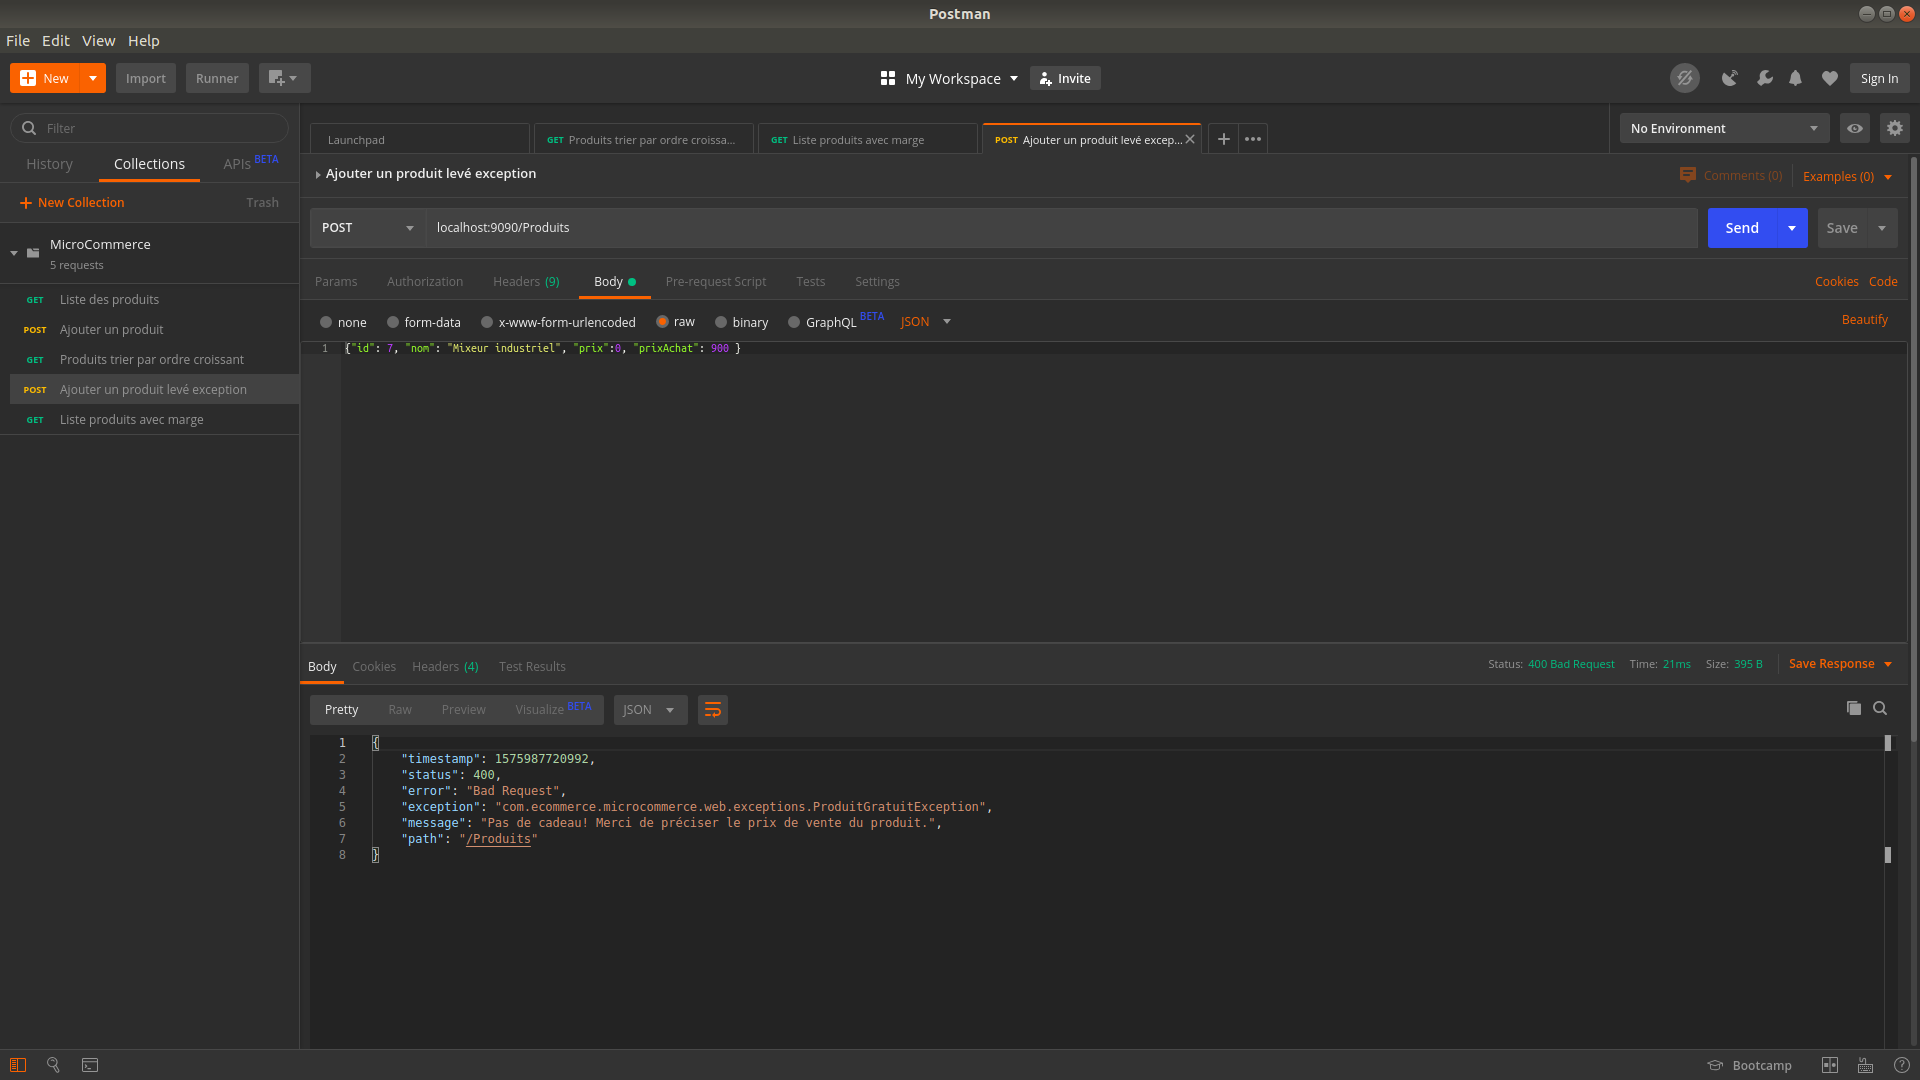 Postman
File Edit View Help
New Import Runner My Workspace Invite Sign In
Filter
History Collections APIs BETA
New Collection Trash
MicroCommerce
5 requests
GET Liste des produits
POST Ajouter un produit
GET Produits trier par ordre croissant
POST Ajouter un produit levé exception
GET Liste produits avec marge
Launchpad GET Produits trier par ordre croissa... GET Liste produits avec marge POST Ajouter un produit levé excep... No Environment
Ajouter un produit levé exception Comments (0) Examples (0)
POST localhost:9090/Produits Send Save
Params Authorization Headers (9) Body Pre-request Script Tests Settings Cookies Code
none form-data x-www-form-urlencoded raw binary GraphQL BETA JSON Beautify
1 {"id": 7, "nom": "Mixeur industriel", "prix":0, "prixAchat": 900 }
Body Cookies Headers (4) Test Results Status: 400 Bad Request Time: 21ms Size: 395 B Save Response
Pretty Raw Preview Visualize BETA JSON
1 {
2 "timestamp": 1575987720992,
3 "status": 400,
4 "error": "Bad Request",
5 "exception": "com.ecommerce.microcommerce.web.exceptions.ProduitGratuitException",
6 "message": "Pas de cadeau! Merci de préciser le prix de vente du produit.",
7 "path": "/Produits"
8 }
Bootcamp